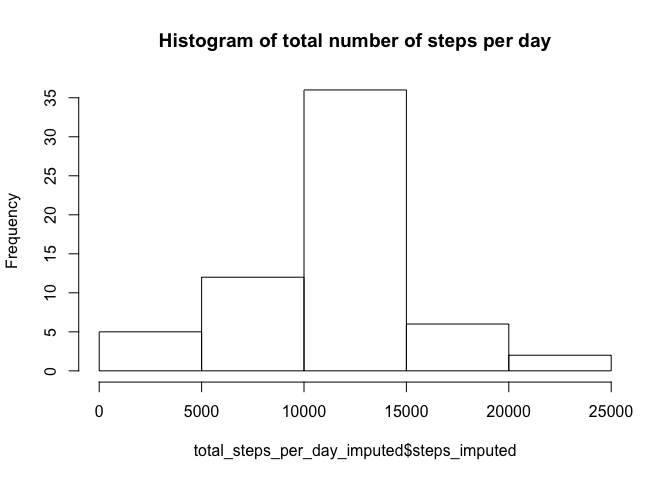 Histogram of total number of steps per day
Frequency
35
30
25
20
15
10
5
0
0 5000 10000 15000 20000 25000
total_steps_per_day_imputed$steps_imputed